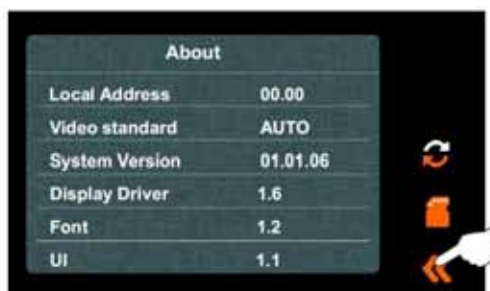 About
Local Address 00.00
Video standard AUTO
System Version 01.01.06
Display Driver 1.6
Font 1.2
UI 1.1